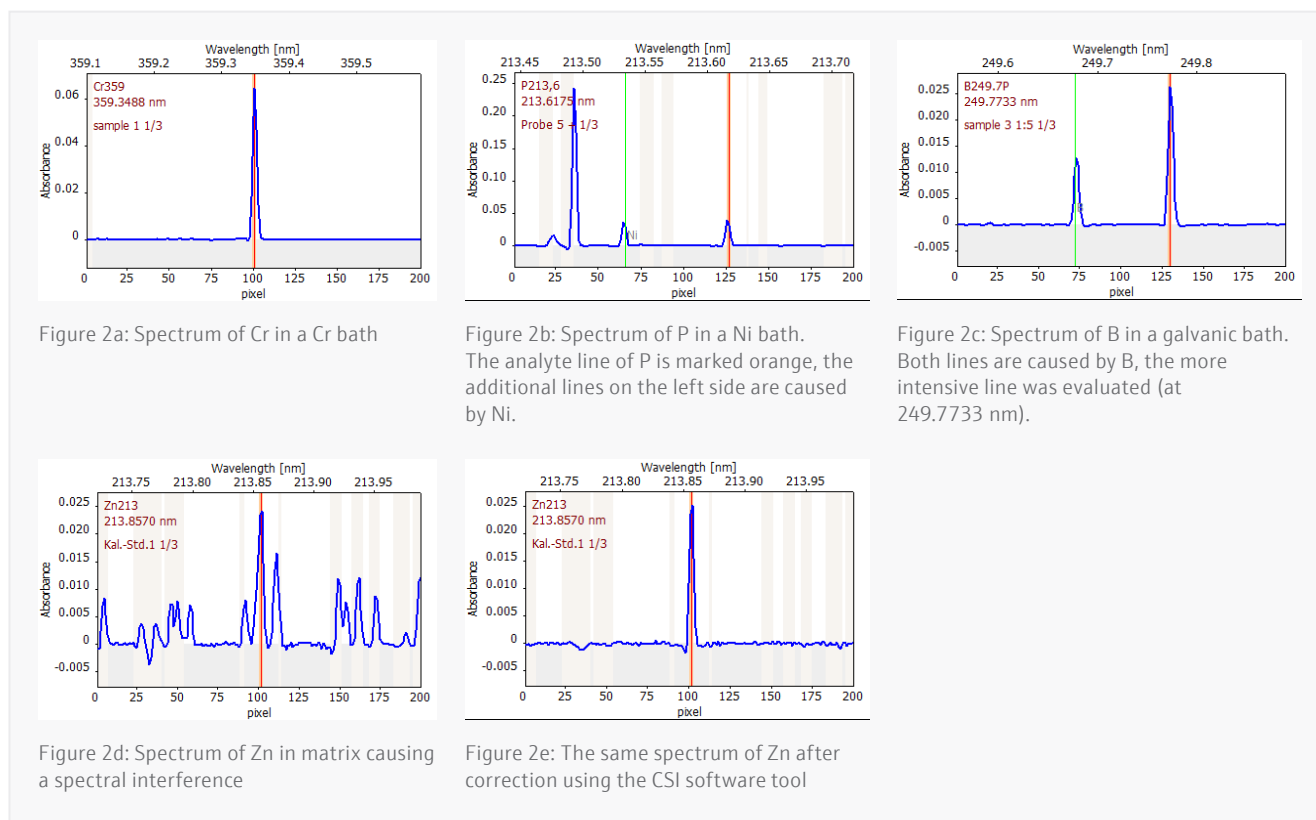 Wavelength [nm]
359.1 359.2 359.3 359.4 359.5
Cr359
359.3488 nm
sample 1 1/3
Absorbance
0.06
0.04
0.02
0
0 25 50 75 100 125 150 175 200
pixel
Figure 2a: Spectrum of Cr in a Cr bath
Wavelength [nm]
213.45 213.50 213.55 213.60 213.65 213.70
P213,6
213.6175 nm
Probe 5 - 1/3
Absorbance
0.25
0.20
0.15
0.10
0.05
0
Ni
0 25 50 75 100 125 150 175 200
pixel
Figure 2b: Spectrum of P in a Ni bath.
The analyte line of P is marked orange, the
additional lines on the left side are caused
by Ni.
Wavelength [nm]
249.6 249.7 249.8
B249.7P
249.7733 nm
sample 3 1:5 1/3
Absorbance
0.025
0.020
0.015
0.010
0.005
0
-0.005
0 25 50 75 100 125 150 175 200
pixel
Figure 2c: Spectrum of B in a galvanic bath.
Both lines are caused by B, the more
intensive line was evaluated (at
249.7733 nm).
Wavelength [nm]
213.75 213.80 213.85 213.90 213.95
Zn213
213.8570 nm
Kal.-Std.1 1/3
Absorbance
0.025
0.020
0.015
0.010
0.005
0
-0.005
0 25 50 75 100 125 150 175 200
pixel
Figure 2d: Spectrum of Zn in matrix causing
a spectral interference
Wavelength [nm]
213.75 213.80 213.85 213.90 213.95
Zn213
213.8570 nm
Kal.-Std.1 1/3
Absorbance
0.025
0.020
0.015
0.010
0.005
0
-0.005
0 25 50 75 100 125 150 175 200
pixel
Figure 2e: The same spectrum of Zn after
correction using the CSI software tool